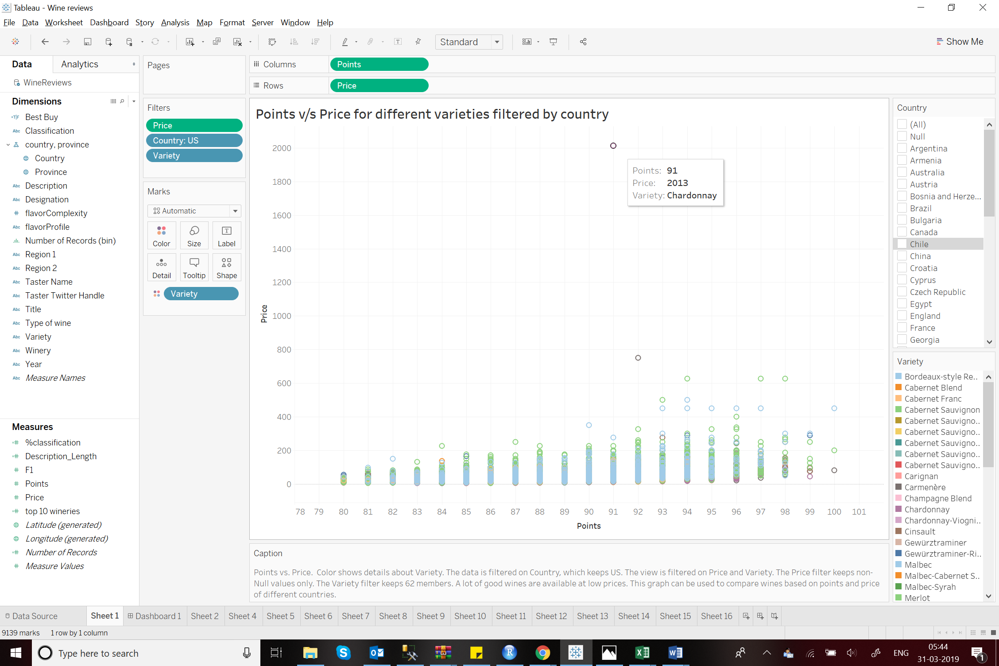 Tableau - Wine reviews
File Data Worksheet Dashboard Story Analysis Map Format Server Window Help
Standard
Show Me
Data Analytics
WineReviews
Dimensions
=T|F Best Buy
Abc Classification
country, province
Country
Province
Abc Description
Abc Designation
# flavorComplexity
Abc flavorProfile
Number of Records (bin)
Abc Region 1
Abc Region 2
Abc Taster Name
Abc Taster Twitter Handle
Abc Title
Abc Type of wine
Abc Variety
Abc Winery
Abc Year
Abc Measure Names
Measures
=# %classification
=# Description_Length
# F1
# Points
# Price
=# top 10 wineries
Latitude (generated)
Longitude (generated)
=# Number of Records
# Measure Values
Pages
Filters
Price
Country: US
Variety
Marks
Automatic
Color Size Label
Detail Tooltip Shape
Variety
Columns Points
Rows Price
Points v/s Price for different varieties filtered by country
2000
1800
1600
1400
1200
1000
800
600
400
200
0
Price
Points: 91
Price: 2013
Variety: Chardonnay
78 79 80 81 82 83 84 85 86 87 88 89 90 91 92 93 94 95 96 97 98 99 100 101
Points
Caption
Points vs. Price. Color shows details about Variety. The data is filtered on Country, which keeps US. The view is filtered on Price and Variety. The Price filter keeps non-
Null values only. The Variety filter keeps 62 members. A lot of good wines are available at low prices. This graph can be used to compare wines based on points and price
of different countries.
Country
(All)
Null
Argentina
Armenia
Australia
Austria
Bosnia and Herze...
Brazil
Bulgaria
Canada
Chile
China
Croatia
Cyprus
Czech Republic
Egypt
England
France
Georgia
Variety
Bordeaux-style Re..
Cabernet Blend
Cabernet Franc
Cabernet Sauvignon
Cabernet Sauvigno..
Cabernet Sauvigno..
Cabernet Sauvigno..
Cabernet Sauvigno..
Cabernet Sauvigno..
Carignan
Carmenère
Champagne Blend
Chardonnay
Chardonnay-Viogni..
Cinsault
Gewürztraminer
Gewürztraminer-Ri..
Malbec
Malbec-Cabernet S..
Malbec-Syrah
Merlot
Data Source Sheet 1 Dashboard 1 Sheet 2 Sheet 4 Sheet 5 Sheet 6 Sheet 7 Sheet 8 Sheet 9 Sheet 10 Sheet 11 Sheet 12 Sheet 13 Sheet 14 Sheet 15 Sheet 16
9139 marks 1 row by 1 column
Type here to search
ENG
05:44
31-03-2019
1